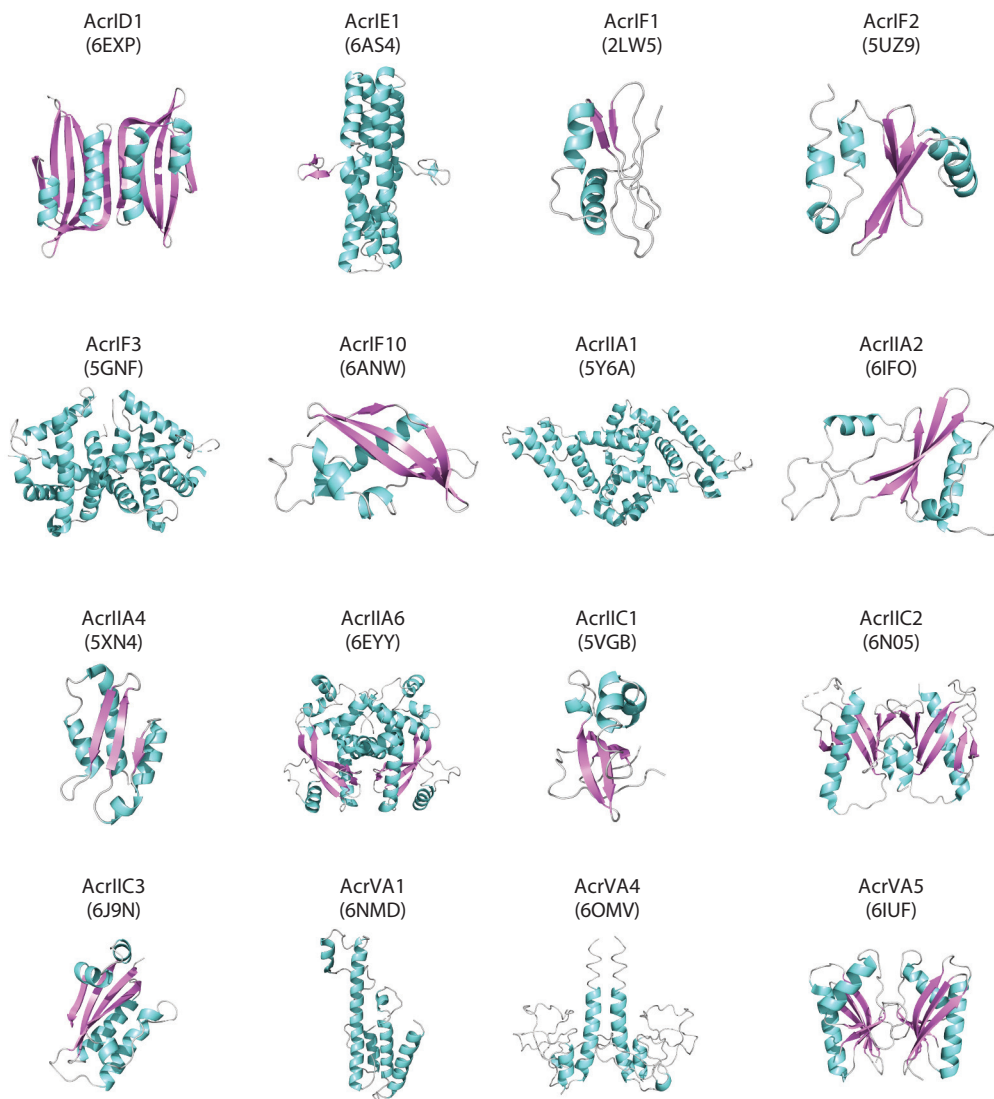 AcrID1
(6EXP)
AcrIE1
(6AS4)
AcrIF1
(2LW5)
AcrIF2
(5UZ9)
AcrIF3
(5GNF)
AcrIF10
(6ANW)
AcrIIA1
(5Y6A)
AcrIIA2
(6IFO)
AcrIIA4
(5XN4)
AcrIIA6
(6EYY)
AcrIIC1
(5VGB)
AcrIIC2
(6N05)
AcrIIC3
(6J9N)
AcrVA1
(6NMD)
AcrVA4
(6OMV)
AcrVA5
(6IUF)